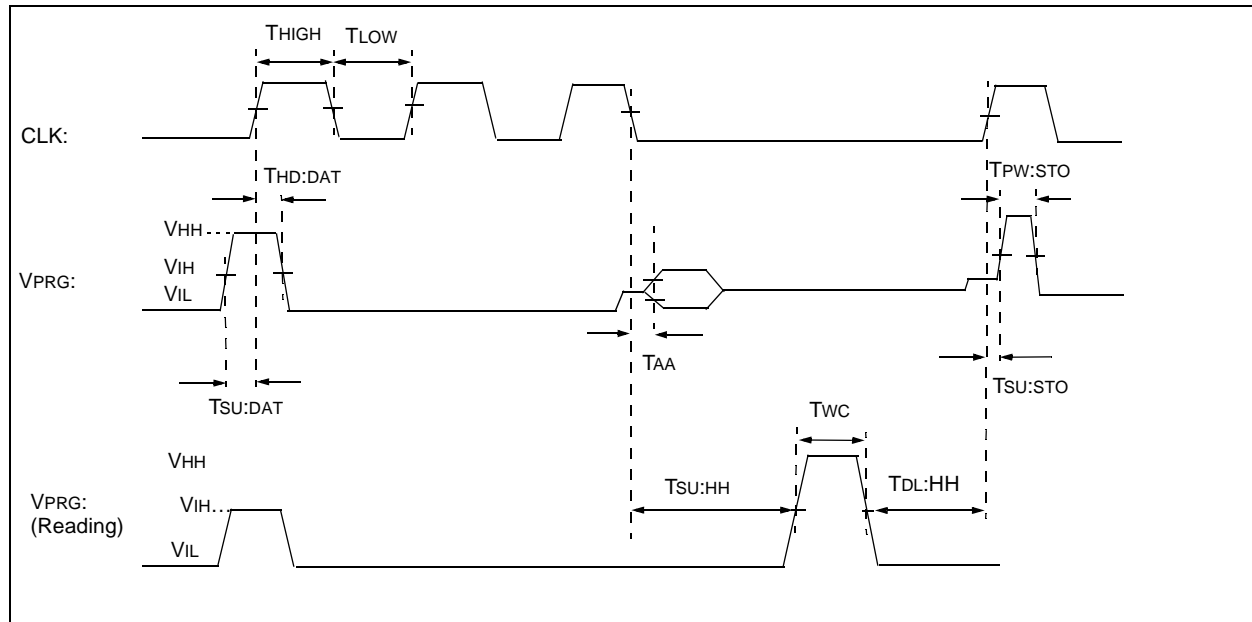 THIGH TLOW
CLK:
THD:DAT
TPW:STO
VHH
VPRG:
VIH
VIL
TAA
TSU:STO
TSU:DAT
TWC
VHH
TSU:HH
TDL:HH
VPRG:
(Reading)
VIH...
VIL